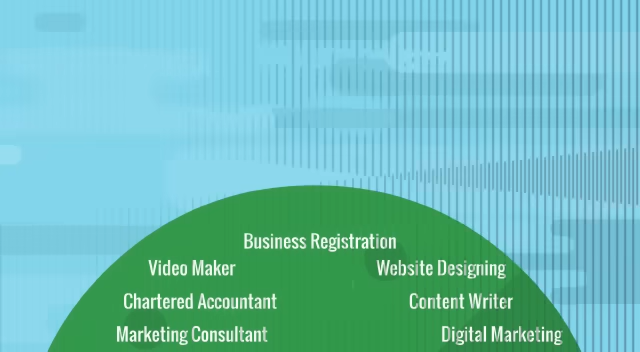 Business Registration
Video Maker
Website Designing
Chartered Accountant
Content Writer
Marketing Consultant
Digital Marketing